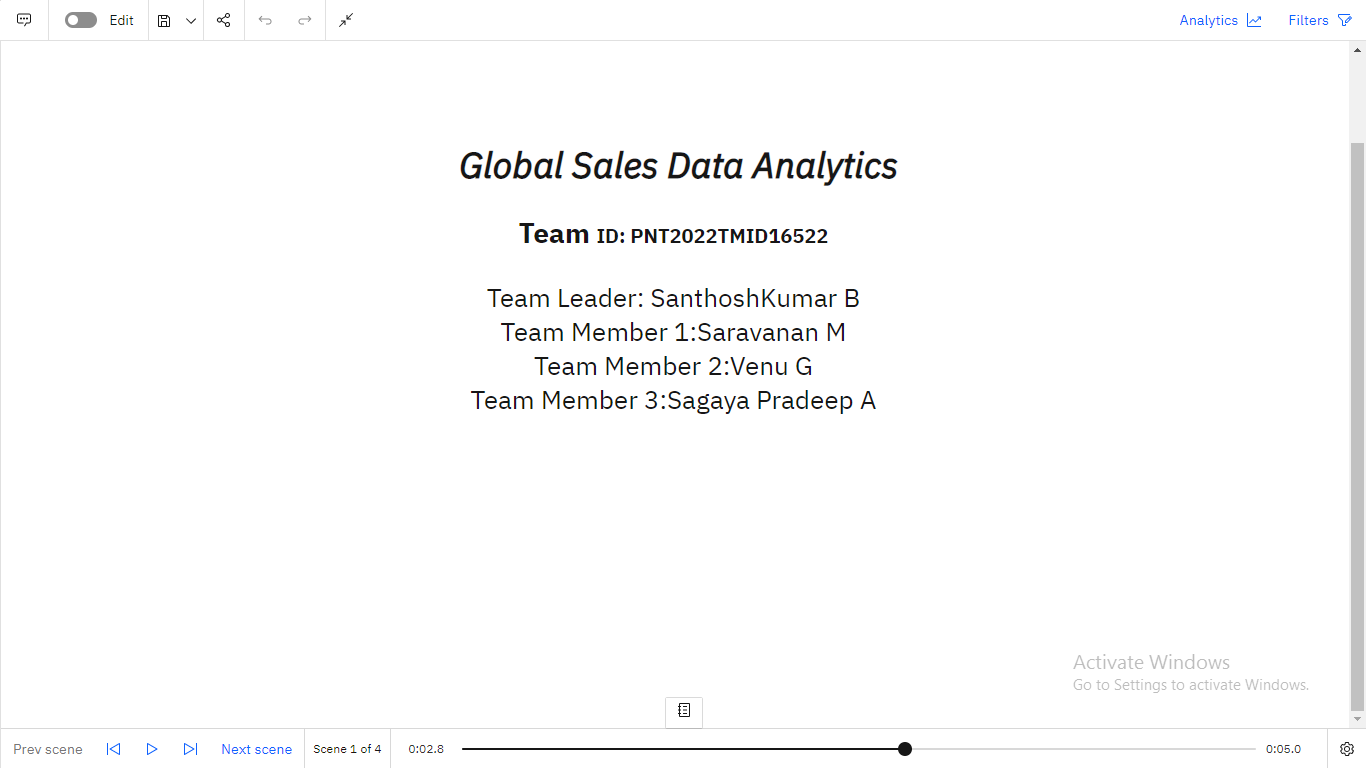 Edit
Analytics
Filters
Global Sales Data Analytics
Team ID: PNT2022TMID16522
Team Leader: SanthoshKumar B
Team Member 1:Saravanan M
Team Member 2:Venu G
Team Member 3:Sagaya Pradeep A
Activate Windows
Go to Settings to activate Windows.
Prev scene
Next scene
Scene 1 of 4
0:02.8
0:05.0